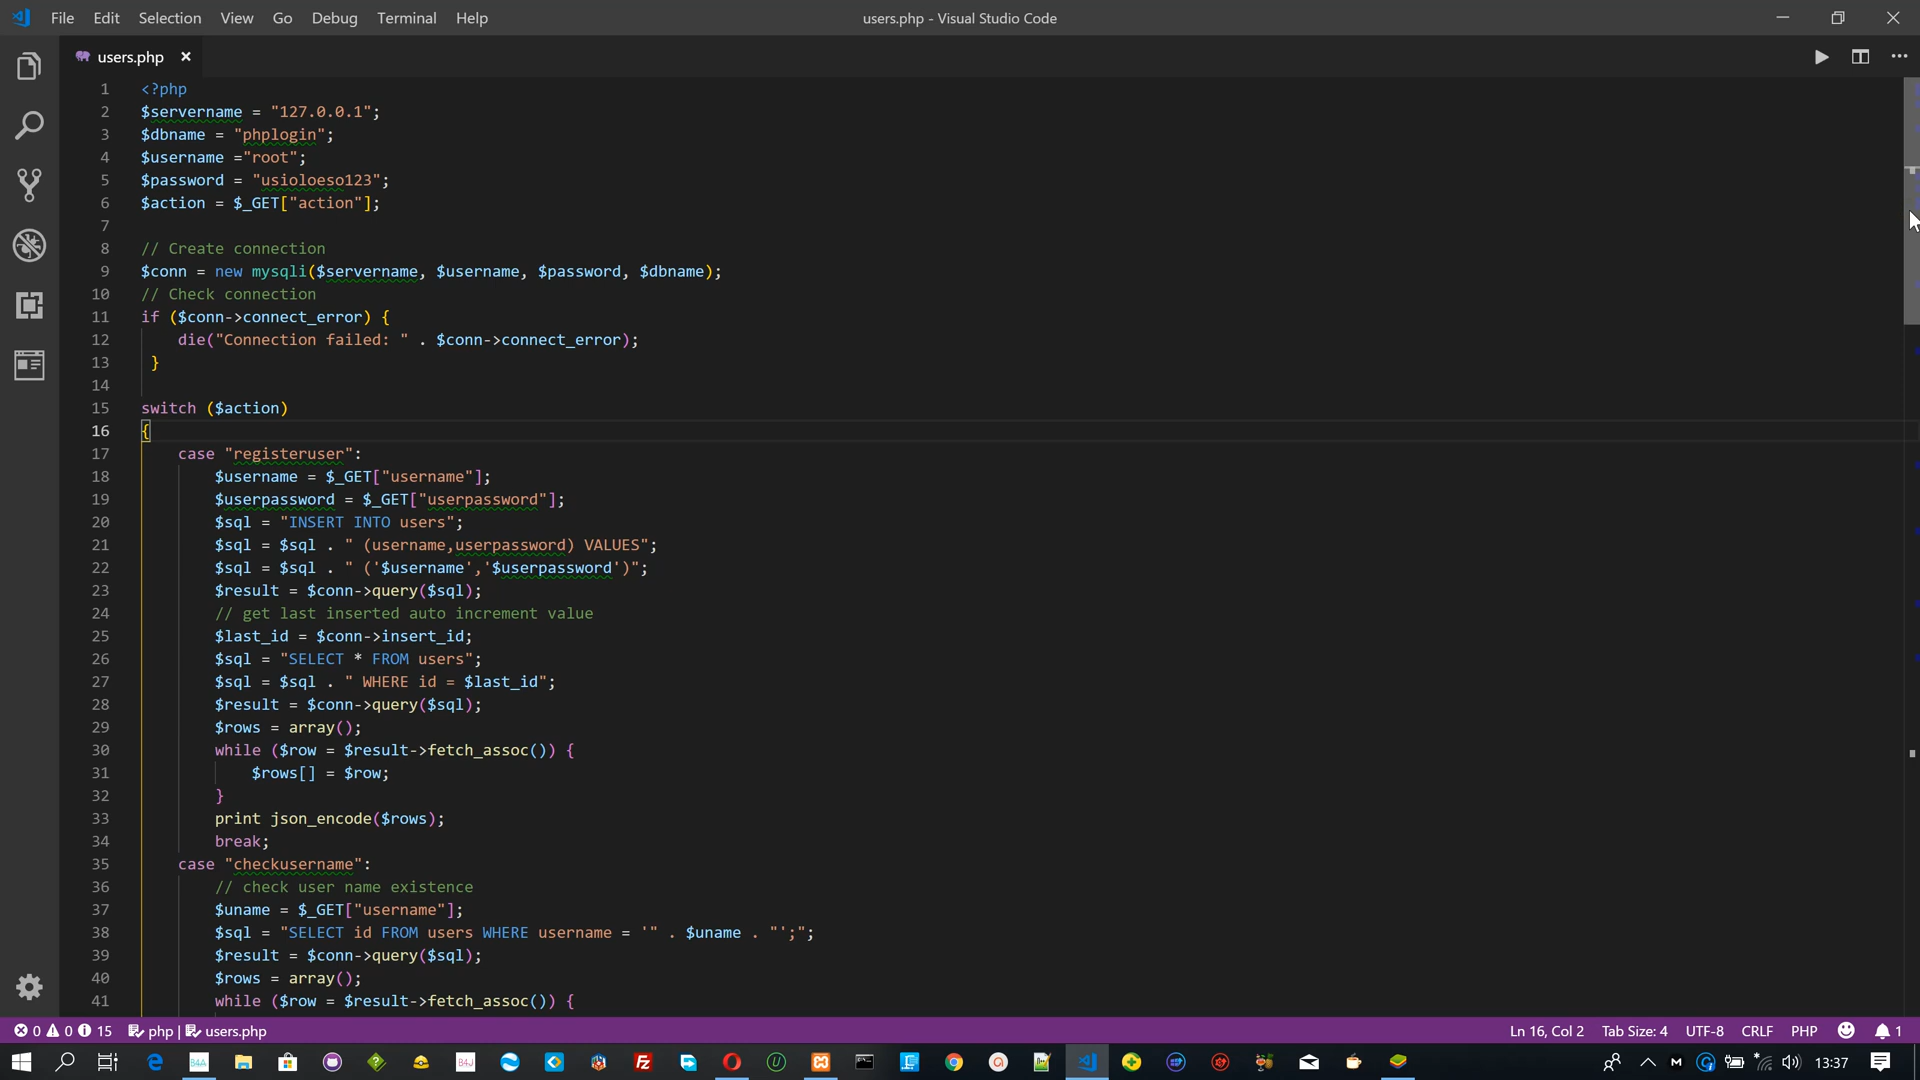 File Edit Selection View Go Debug Terminal Help
users.php - Visual Studio Code
users.php
1 <?php
2 $servername = "127.0.0.1";
3 $dbname = "phplogin";
4 $username ="root";
5 $password = "usioloeso123";
6 $action = $_GET["action"];
7
8 // Create connection
9 $conn = new mysqli($servername, $username, $password, $dbname);
10 // Check connection
11 if ($conn->connect_error) {
12 die("Connection failed: " . $conn->connect_error);
13 }
14
15 switch ($action)
16 {
17 case "registeruser":
18 $username = $_GET["username"];
19 $userpassword = $_GET["userpassword"];
20 $sql = "INSERT INTO users";
21 $sql = $sql . " (username,userpassword) VALUES";
22 $sql = $sql . " ('$username','$userpassword')";
23 $result = $conn->query($sql);
24 // get last inserted auto increment value
25 $last_id = $conn->insert_id;
26 $sql = "SELECT * FROM users";
27 $sql = $sql . " WHERE id = $last_id";
28 $result = $conn->query($sql);
29 $rows = array();
30 while ($row = $result->fetch_assoc()) {
31 $rows[] = $row;
32 }
33 print json_encode($rows);
34 break;
35 case "checkusername":
36 // check user name existence
37 $uname = $_GET["username"];
38 $sql = "SELECT id FROM users WHERE username = '" . $uname . "';";
39 $result = $conn->query($sql);
40 $rows = array();
41 while ($row = $result->fetch_assoc()) {
0 0 15 php | users.php
Ln 16, Col 2 Tab Size: 4 UTF-8 CRLF PHP 1
B4A B4J 13:37